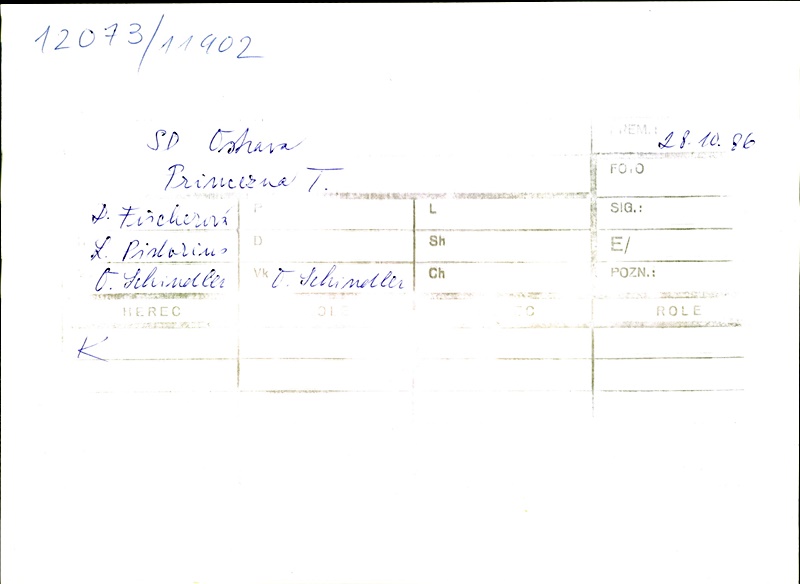 12073/11902
SD Ostrava
PREM.: 28.10.86
Princezna T.
FOTO
D. Fischerová P L SIG.:
L. Pistorius D Sh E/
O. Schindler Vk O. Schindler Ch POZN.:
HEREC ROLE
K